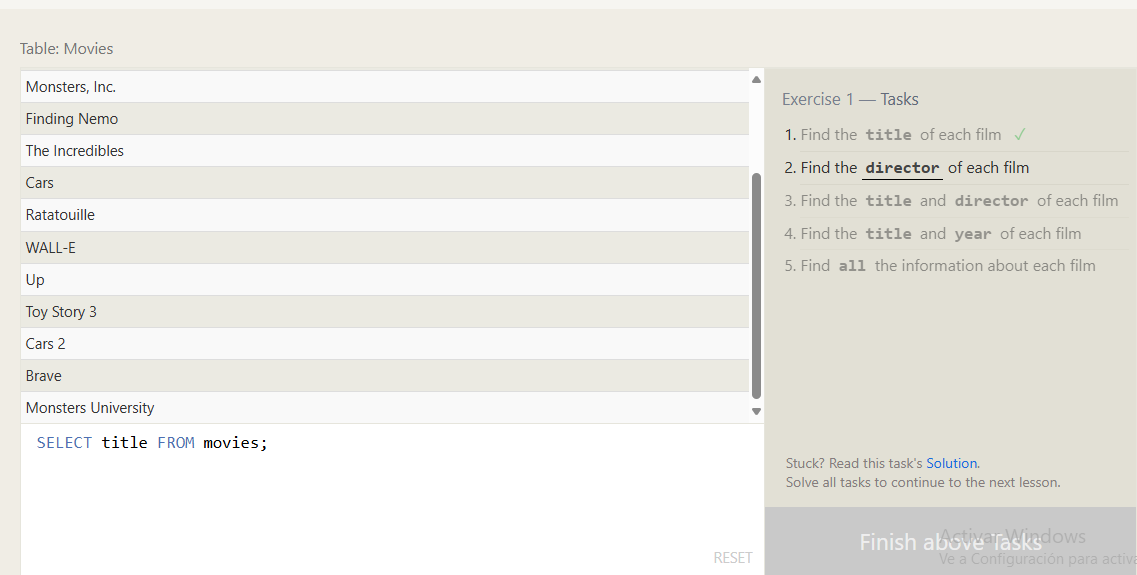 Table: Movies
Monsters, Inc.
Finding Nemo
The Incredibles
Cars
Ratatouille
WALL-E
Up
Toy Story 3
Cars 2
Brave
Monsters University
SELECT title FROM movies;
RESET
Exercise 1 — Tasks
1. Find the title of each film ✓
2. Find the director of each film
3. Find the title and director of each film
4. Find the title and year of each film
5. Find all the information about each film
Stuck? Read this task's Solution.
Solve all tasks to continue to the next lesson.
Finish above Tasks
Activar Windows
Ve a Configuración para activa